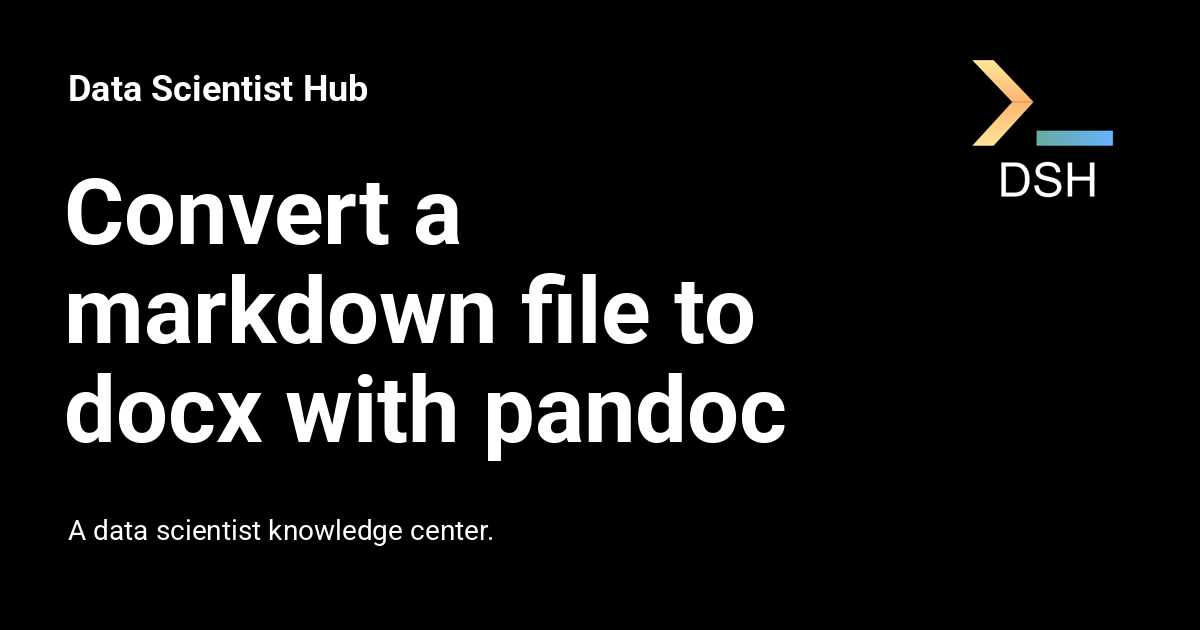 Data Scientist Hub
DSH
Convert a
markdown file to
docx with pandoc
A data scientist knowledge center.